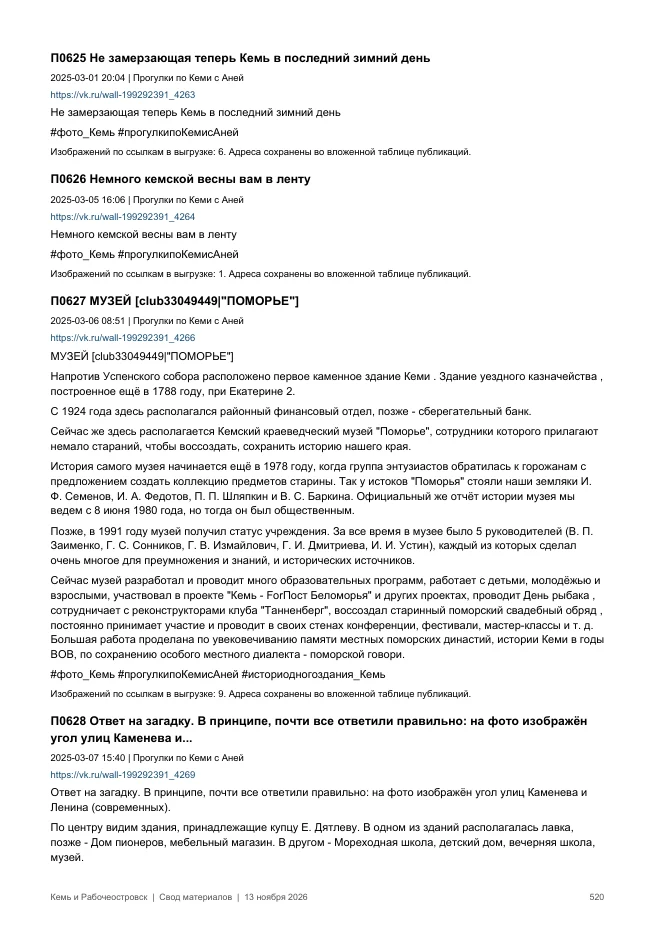 П0625 Не замерзающая теперь Кемь в последний зимний день
2025-03-01 20:04 | Прогулки по Кеми с Аней
https://vk.ru/wall-199292391_4263
Не замерзающая теперь Кемь в последний зимний день
#фото_Кемь #прогулкипоКемисАней
Изображений по ссылкам в выгрузке: 6. Адреса сохранены во вложенной таблице публикаций.
П0626 Немного кемской весны вам в ленту
2025-03-05 16:06 | Прогулки по Кеми с Аней
https://vk.ru/wall-199292391_4264
Немного кемской весны вам в ленту
#фото_Кемь #прогулкипоКемисАней
Изображений по ссылкам в выгрузке: 1. Адреса сохранены во вложенной таблице публикаций.
П0627 МУЗЕЙ [club33049449|"ПОМОРЬЕ"]
2025-03-06 08:51 | Прогулки по Кеми с Аней
https://vk.ru/wall-199292391_4266
МУЗЕЙ [club33049449|"ПОМОРЬЕ"]
Напротив Успенского собора расположено первое каменное здание Кеми . Здание уездного казначейства ,
построенное ещё в 1788 году, при Екатерине 2.
С 1924 года здесь располагался районный финансовый отдел, позже - сберегательный банк.
Сейчас же здесь располагается Кемский краеведческий музей "Поморье", сотрудники которого прилагают
немало стараний, чтобы воссоздать, сохранить историю нашего края.
История самого музея начинается ещё в 1978 году, когда группа энтузиастов обратилась к горожанам с
предложением создать коллекцию предметов старины. Так у истоков "Поморья" стояли наши земляки И.
Ф. Семенов, И. А. Федотов, П. П. Шляпкин и В. С. Баркина. Официальный же отчёт истории музея мы
ведем с 8 июня 1980 года, но тогда он был общественным.
Позже, в 1991 году музей получил статус учреждения. За все время в музее было 5 руководителей (В. П.
Заименко, Г. С. Сонников, Г. В. Измайлович, Г. И. Дмитриева, И. И. Устин), каждый из которых сделал
очень многое для преумножения и знаний, и исторических источников.
Сейчас музей разработал и проводит много образовательных программ, работает с детьми, молодёжью и
взрослыми, участвовал в проекте "Кемь - ForПост Беломорья" и других проектах, проводит День рыбака ,
сотрудничает с реконструкторами клуба "Танненберг", воссоздал старинный поморский свадебный обряд ,
постоянно принимает участие и проводит в своих стенах конференции, фестивали, мастер-классы и т. д.
Большая работа проделана по увековечиванию памяти местных поморских династий, истории Кеми в годы
ВОВ, по сохранению особого местного диалекта - поморской говори.
#фото_Кемь #прогулкипоКемисАней #историодногоздания_Кемь
Изображений по ссылкам в выгрузке: 9. Адреса сохранены во вложенной таблице публикаций.
П0628 Ответ на загадку. В принципе, почти все ответили правильно: на фото изображён
угол улиц Каменева и...
2025-03-07 15:40 | Прогулки по Кеми с Аней
https://vk.ru/wall-199292391_4269
Ответ на загадку. В принципе, почти все ответили правильно: на фото изображён угол улиц Каменева и
Ленина (современных).
По центру видим здания, принадлежащие купцу Е. Дятлеву. В одном из зданий располагалась лавка,
позже - Дом пионеров, мебельный магазин. В другом - Мореходная школа, детский дом, вечерняя школа,
музей.
Кемь и Рабочеостровск | Свод материалов | 13 ноября 2026
520